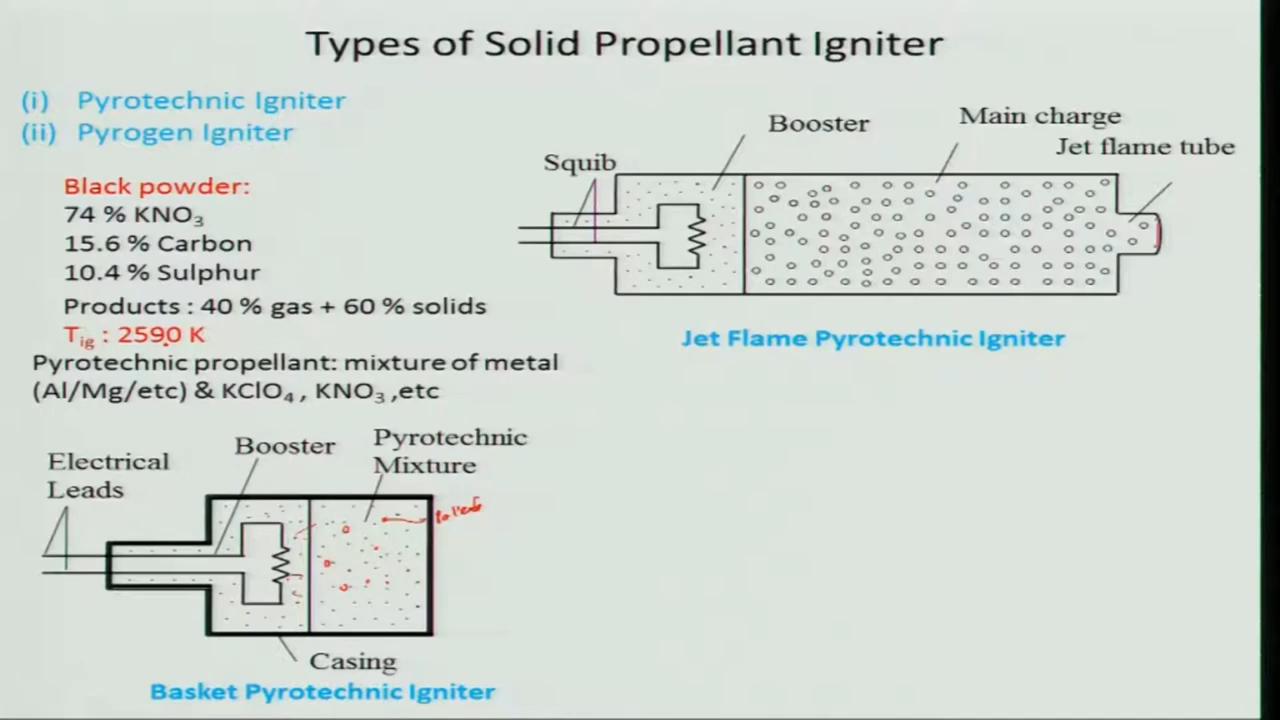 Types of Solid Propellant Igniter
(i) Pyrotechnic Igniter
(ii) Pyrogen Igniter
Black powder:
74 % KNO₃
15.6 % Carbon
10.4 % Sulphur
Products : 40 % gas + 60 % solids
Tig : 2590 K
Pyrotechnic propellant: mixture of metal
(Al/Mg/etc) & KClO₄ , KNO₃ ,etc
Squib
Booster
Main charge
Jet flame tube
Jet Flame Pyrotechnic Igniter
Electrical
Leads
Booster
Pyrotechnic
Mixture
Casing
Basket Pyrotechnic Igniter